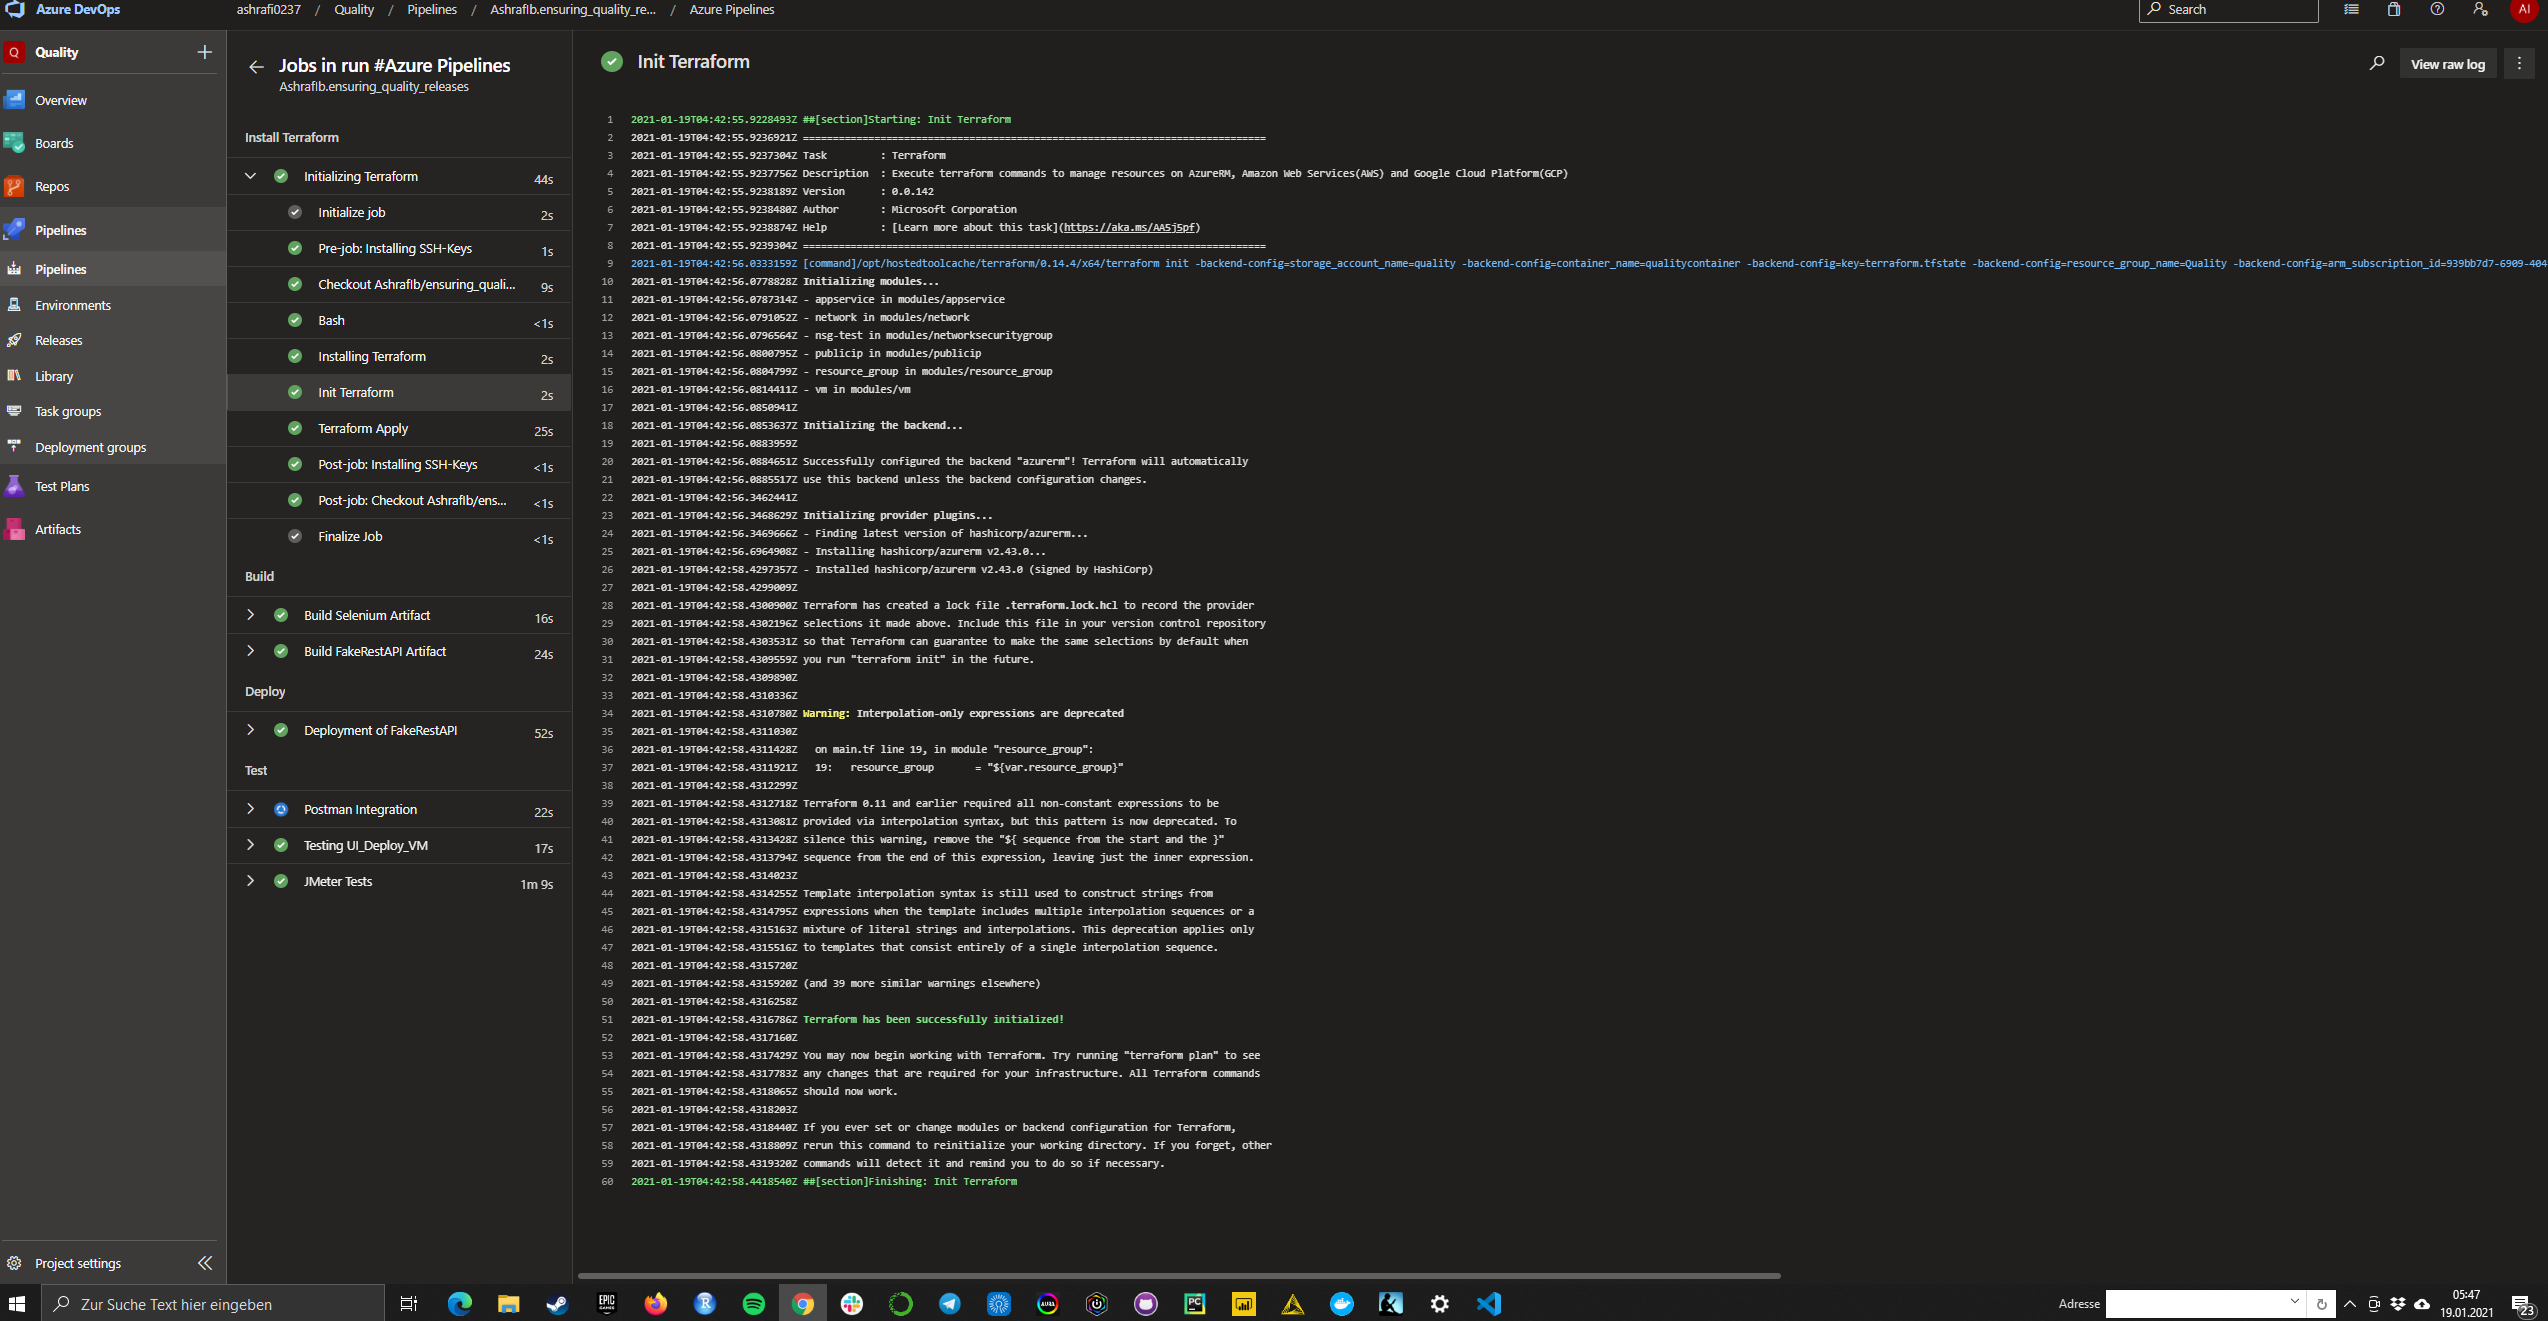 Azure DevOps
ashrafi0237 / Quality / Pipelines / AshrafIb.ensuring_quality_re... / Azure Pipelines
Search
AI
Q Quality
Overview
Boards
Repos
Pipelines
Pipelines
Environments
Releases
Library
Task groups
Deployment groups
Test Plans
Artifacts
Project settings
Jobs in run #Azure Pipelines
AshrafIb.ensuring_quality_releases
Install Terraform
Initializing Terraform 44s
Initialize job 2s
Pre-job: Installing SSH-Keys 1s
Checkout AshrafIb/ensuring_quali... 9s
Bash <1s
Installing Terraform 2s
Init Terraform 2s
Terraform Apply 25s
Post-job: Installing SSH-Keys <1s
Post-job: Checkout AshrafIb/ens... <1s
Finalize Job <1s
Build
Build Selenium Artifact 16s
Build FakeRestAPI Artifact 24s
Deploy
Deployment of FakeRestAPI 52s
Test
Postman Integration 22s
Testing UI_Deploy_VM 17s
JMeter Tests 1m 9s
Init Terraform
View raw log
1 2021-01-19T04:42:55.9228493Z ##[section]Starting: Init Terraform
2 2021-01-19T04:42:55.9236921Z ==============================================================================
3 2021-01-19T04:42:55.9237304Z Task         : Terraform
4 2021-01-19T04:42:55.9237756Z Description  : Execute terraform commands to manage resources on AzureRM, Amazon Web Services(AWS) and Google Cloud Platform(GCP)
5 2021-01-19T04:42:55.9238189Z Version      : 0.0.142
6 2021-01-19T04:42:55.9238480Z Author       : Microsoft Corporation
7 2021-01-19T04:42:55.9238874Z Help         : [Learn more about this task](https://aka.ms/AA5j5pf)
8 2021-01-19T04:42:55.9239304Z ==============================================================================
9 2021-01-19T04:42:56.0333159Z [command]/opt/hostedtoolcache/terraform/0.14.4/x64/terraform init -backend-config=storage_account_name=quality -backend-config=container_name=qualitycontainer -backend-config=key=terraform.tfstate -backend-config=resource_group_name=Quality -backend-config=arm_subscription_id=939bb7d7-6909-404
10 2021-01-19T04:42:56.0778828Z Initializing modules...
11 2021-01-19T04:42:56.0787314Z - appservice in modules/appservice
12 2021-01-19T04:42:56.0791052Z - network in modules/network
13 2021-01-19T04:42:56.0796564Z - nsg-test in modules/networksecuritygroup
14 2021-01-19T04:42:56.0800795Z - publicip in modules/publicip
15 2021-01-19T04:42:56.0804799Z - resource_group in modules/resource_group
16 2021-01-19T04:42:56.0814411Z - vm in modules/vm
17 2021-01-19T04:42:56.0850941Z
18 2021-01-19T04:42:56.0853637Z Initializing the backend...
19 2021-01-19T04:42:56.0883959Z
20 2021-01-19T04:42:56.0884651Z Successfully configured the backend "azurerm"! Terraform will automatically
21 2021-01-19T04:42:56.0885517Z use this backend unless the backend configuration changes.
22 2021-01-19T04:42:56.3462441Z
23 2021-01-19T04:42:56.3468629Z Initializing provider plugins...
24 2021-01-19T04:42:56.3469666Z - Finding latest version of hashicorp/azurerm...
25 2021-01-19T04:42:56.6964908Z - Installing hashicorp/azurerm v2.43.0...
26 2021-01-19T04:42:58.4297357Z - Installed hashicorp/azurerm v2.43.0 (signed by HashiCorp)
27 2021-01-19T04:42:58.4299009Z
28 2021-01-19T04:42:58.4300900Z Terraform has created a lock file .terraform.lock.hcl to record the provider
29 2021-01-19T04:42:58.4302196Z selections it made above. Include this file in your version control repository
30 2021-01-19T04:42:58.4303531Z so that Terraform can guarantee to make the same selections by default when
31 2021-01-19T04:42:58.4309559Z you run "terraform init" in the future.
32 2021-01-19T04:42:58.4309890Z
33 2021-01-19T04:42:58.4310336Z
34 2021-01-19T04:42:58.4310780Z Warning: Interpolation-only expressions are deprecated
35 2021-01-19T04:42:58.4311030Z
36 2021-01-19T04:42:58.4311428Z   on main.tf line 19, in module "resource_group":
37 2021-01-19T04:42:58.4311921Z   19:   resource_group       = "${var.resource_group}"
38 2021-01-19T04:42:58.4312299Z
39 2021-01-19T04:42:58.4312718Z Terraform 0.11 and earlier required all non-constant expressions to be
40 2021-01-19T04:42:58.4313081Z provided via interpolation syntax, but this pattern is now deprecated. To
41 2021-01-19T04:42:58.4313428Z silence this warning, remove the "${ sequence from the start and the }"
42 2021-01-19T04:42:58.4313794Z sequence from the end of this expression, leaving just the inner expression.
43 2021-01-19T04:42:58.4314023Z
44 2021-01-19T04:42:58.4314255Z Template interpolation syntax is still used to construct strings from
45 2021-01-19T04:42:58.4314795Z expressions when the template includes multiple interpolation sequences or a
46 2021-01-19T04:42:58.4315163Z mixture of literal strings and interpolations. This deprecation applies only
47 2021-01-19T04:42:58.4315516Z to templates that consist entirely of a single interpolation sequence.
48 2021-01-19T04:42:58.4315720Z
49 2021-01-19T04:42:58.4315920Z (and 39 more similar warnings elsewhere)
50 2021-01-19T04:42:58.4316258Z
51 2021-01-19T04:42:58.4316786Z Terraform has been successfully initialized!
52 2021-01-19T04:42:58.4317160Z
53 2021-01-19T04:42:58.4317429Z You may now begin working with Terraform. Try running "terraform plan" to see
54 2021-01-19T04:42:58.4317783Z any changes that are required for your infrastructure. All Terraform commands
55 2021-01-19T04:42:58.4318065Z should now work.
56 2021-01-19T04:42:58.4318203Z
57 2021-01-19T04:42:58.4318440Z If you ever set or change modules or backend configuration for Terraform,
58 2021-01-19T04:42:58.4318809Z rerun this command to reinitialize your working directory. If you forget, other
59 2021-01-19T04:42:58.4319320Z commands will detect it and remind you to do so if necessary.
60 2021-01-19T04:42:58.4418540Z ##[section]Finishing: Init Terraform
Zur Suche Text hier eingeben
EPIC GAMES
R
AURA
PC
Adresse
05:47
19.01.2021
23